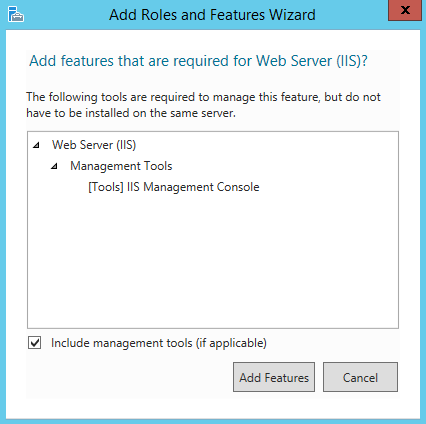 Add Roles and Features Wizard
x
Add features that are required for Web Server (IIS)?
The following tools are required to manage this feature, but do not
have to be installed on the same server.
Web Server (IIS)
Management Tools
[Tools] IIS Management Console
Include management tools (if applicable)
Add Features
Cancel